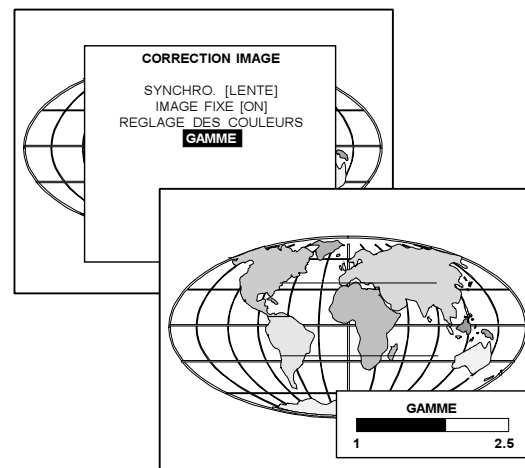 CORRECTION IMAGE
SYNCHRO. [LENTE]
IMAGE FIXE [ON]
REGLAGE DES COULEURS
GAMME
GAMME
1 2.5